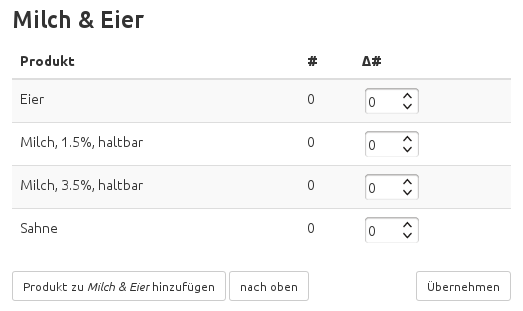 Milch & Eier
Produkt # Δ#
Eier 0 0
Milch, 1.5%, haltbar 0 0
Milch, 3.5%, haltbar 0 0
Sahne 0 0
Produkt zu Milch & Eier hinzufügen nach oben Übernehmen